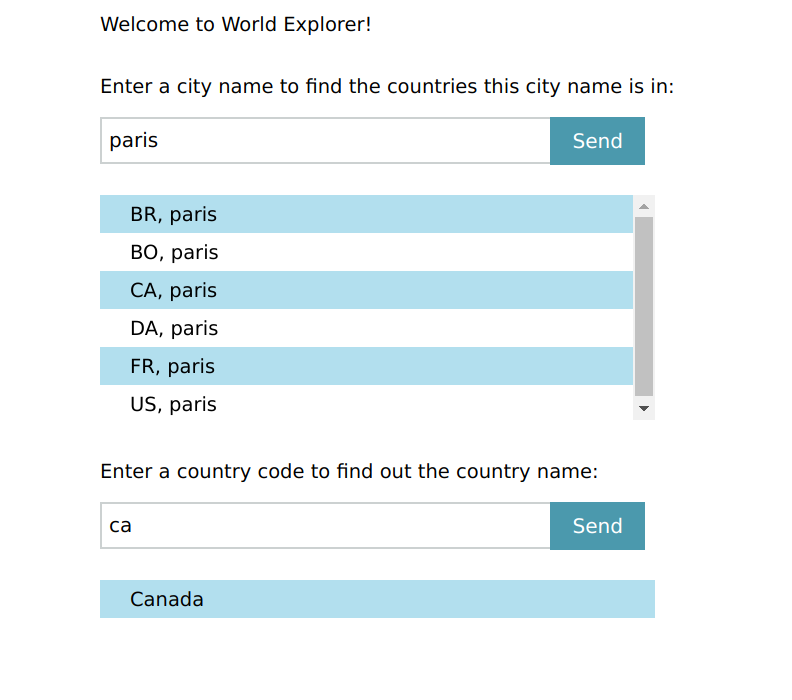 Welcome to World Explorer!
Enter a city name to find the countries this city name is in:
paris
Send
BR, paris
BO, paris
CA, paris
DA, paris
FR, paris
US, paris
Enter a country code to find out the country name:
ca
Send
Canada